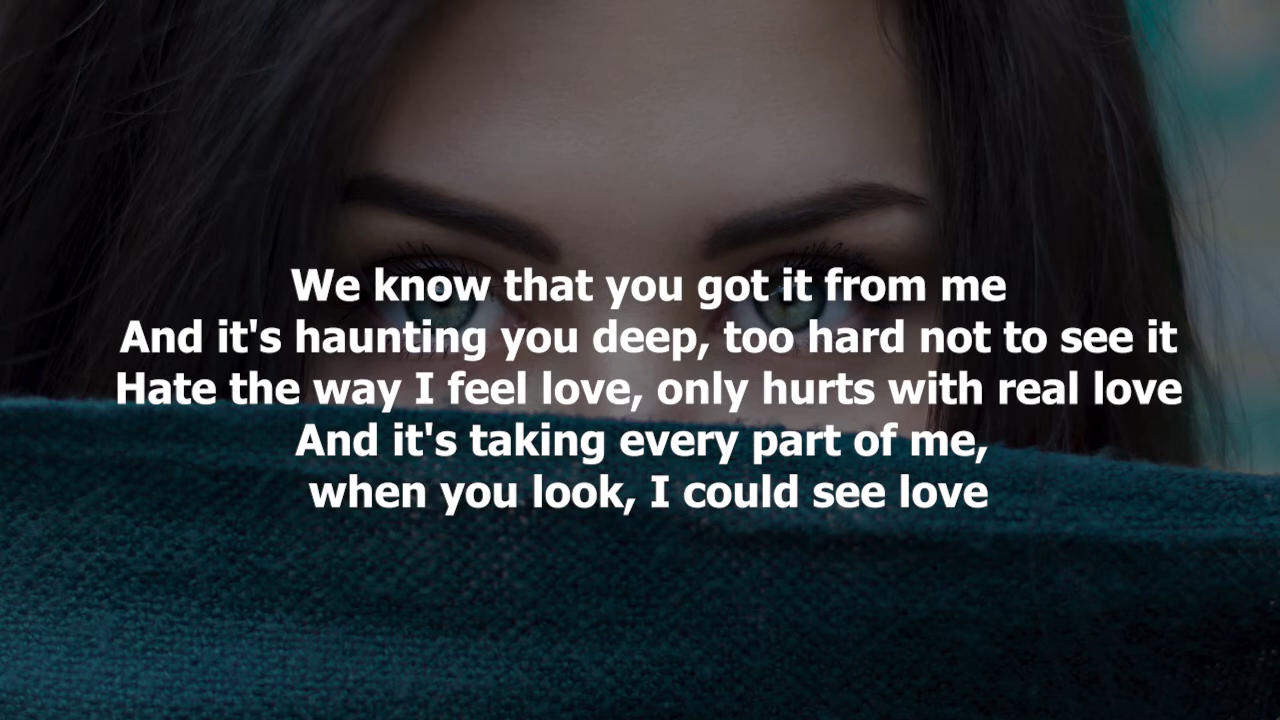 We know that you got it from me
And it's haunting you deep, too hard not to see it
Hate the way I feel love, only hurts with real love
And it's taking every part of me,
when you look, I could see love